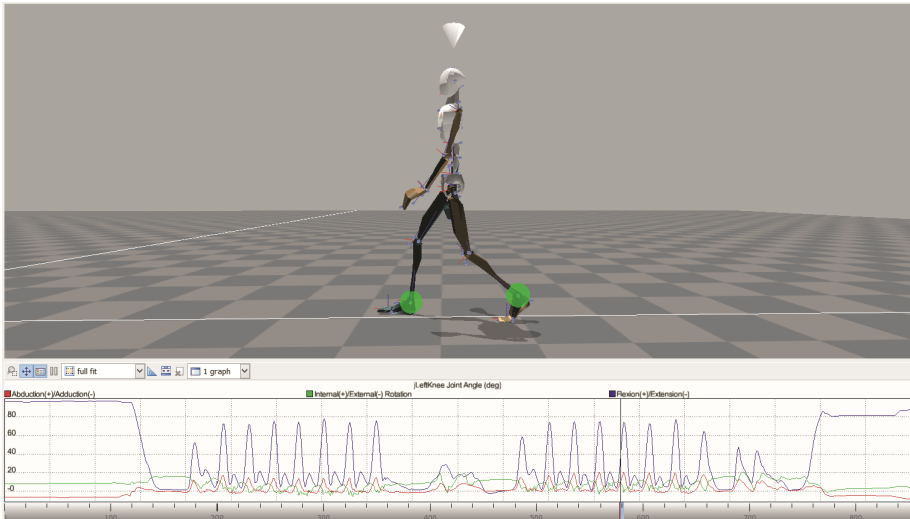 full fit 1 graph
jLeftKnee Joint Angle (deg)
Abduction(+)/Adduction(-) Internal(+)/External(-) Rotation Flexion(+)/Extension(-)
80
60
40
20
-0
100 200 300 400 500 600 700 800